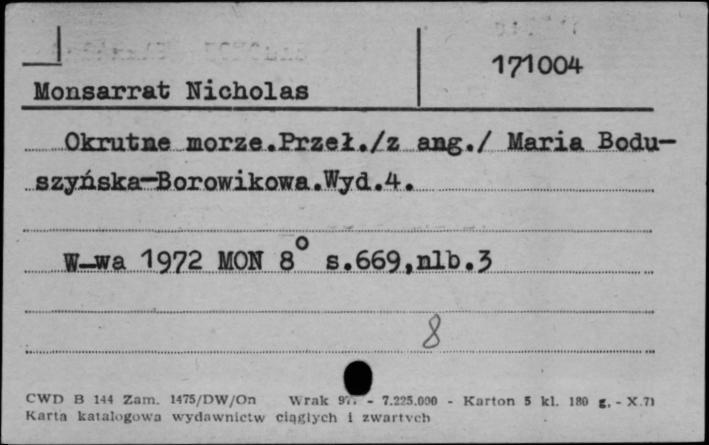 171004
Monsarrat Nicholas
Okrutne morze.Przeł./z ang./ Maria Bodu-
szyńska-Borowikowa.Wyd.4.
W-wa 1972 MON 8° s.669,nlb.3
8
CWD B 144 Zam. 1475/DW/On Wrak - 7.225.000 - Karton 5 kl. 180 g. - X.71
Karta katalogowa wydawnictw ciągłych i zwartych